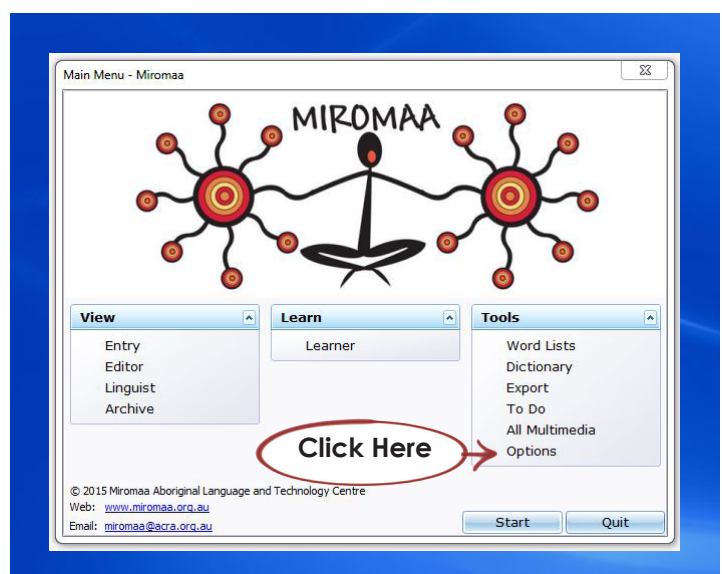 Main Menu - Miromaa
MIROMAA
View
Entry
Editor
Linguist
Archive
Learn
Learner
Tools
Word Lists
Dictionary
Export
To Do
All Multimedia
Options
Click Here
© 2015 Miromaa Aboriginal Language and Technology Centre
Web: www.miromaa.org.au
Email: miromaa@acra.org.au
Start
Quit